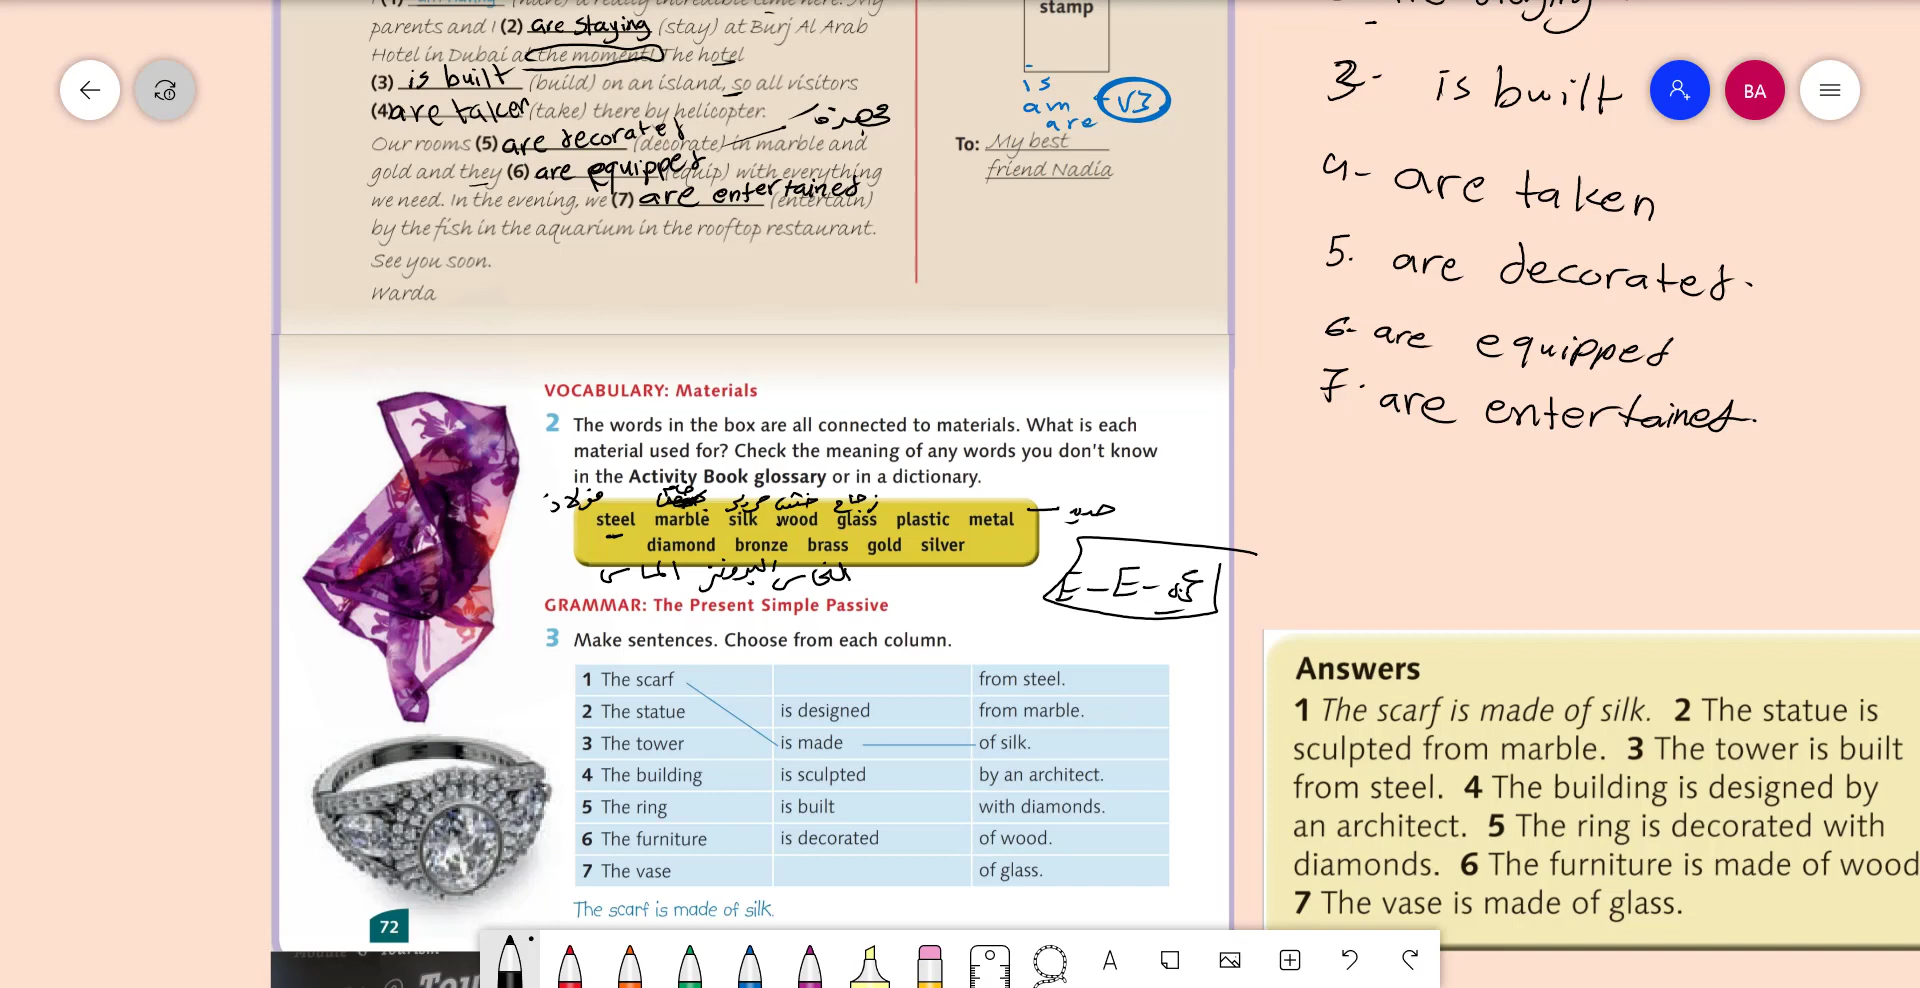 parents and I (2) are staying (stay) at Burj Al Arab
Hotel in Dubai at the moment! The hotel
(3) is built (build) on an island, so all visitors
(4) are taken (take) there by helicopter.
Our rooms (5) are decorated (decorate) in marble and
gold and they (6) are equipped (equip) with everything
we need. In the evening, we (7) are entertained (entertain)
by the fish in the aquarium in the rooftop restaurant.
See you soon.
Warda
stamp
is
am
are
V3
To: My best
friend Nadia
3- is built
BA
4- are taken
5. are decorated.
6- are equipped
7. are entertained.
VOCABULARY: Materials
2 The words in the box are all connected to materials. What is each
material used for? Check the meaning of any words you don't know
in the Activity Book glossary or in a dictionary.
فولاذ حرير خشب زجاج
steel marble silk wood glass plastic metal
حديد
diamond bronze brass gold silver
الماس البرونز النحاس
E-E-
GRAMMAR: The Present Simple Passive
3 Make sentences. Choose from each column.
1 The scarf from steel.
2 The statue is designed from marble.
3 The tower is made of silk.
4 The building is sculpted by an architect.
5 The ring is built with diamonds.
6 The furniture is decorated of wood.
7 The vase of glass.
The scarf is made of silk.
72
Answers
1 The scarf is made of silk. 2 The statue is
sculpted from marble. 3 The tower is built
from steel. 4 The building is designed by
an architect. 5 The ring is decorated with
diamonds. 6 The furniture is made of wood
7 The vase is made of glass.